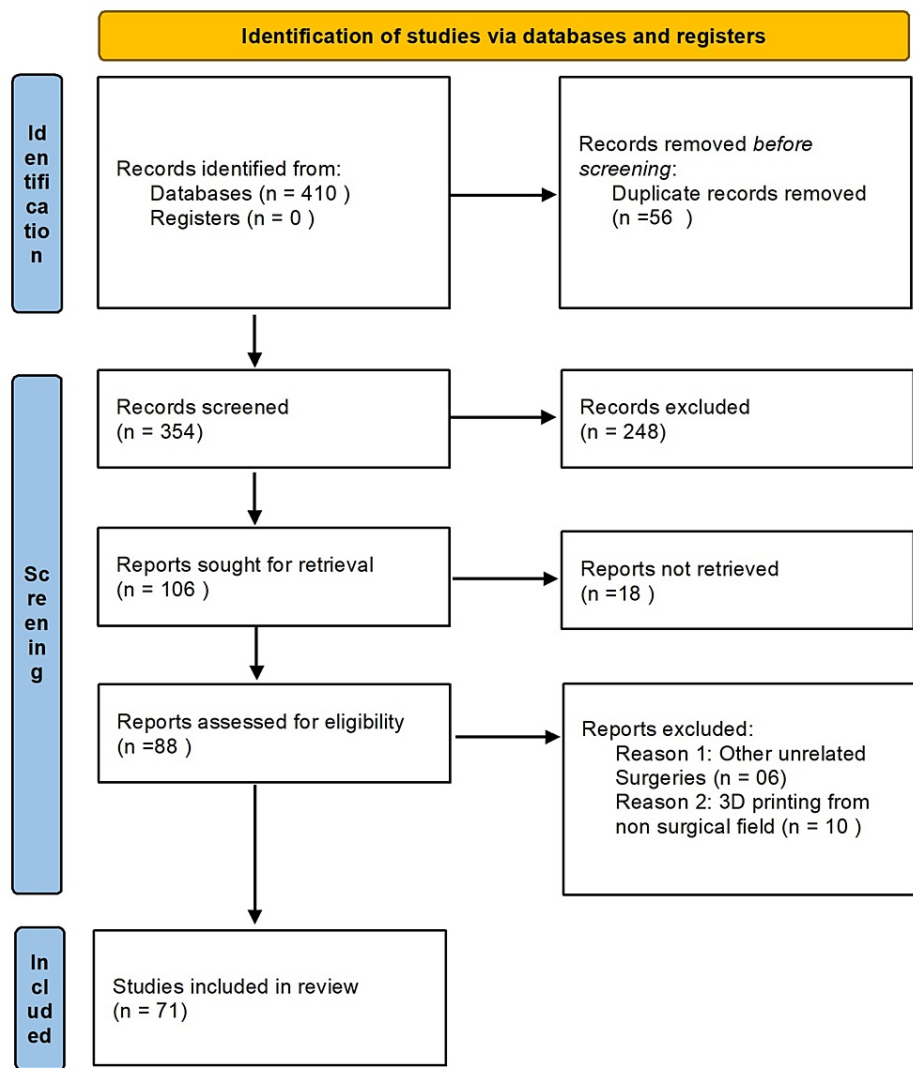 Identification of studies via databases and registers
Id
en
tifi
ca
tio
n
Records identified from:
Databases (n = 410 )
Registers (n = 0 )
Records removed before
screening:
Duplicate records removed
(n =56  )
Sc
re
en
in
g
Records screened
(n = 354)
Records excluded
(n = 248)
Reports sought for retrieval
(n = 106 )
Reports not retrieved
(n =18  )
Reports assessed for eligibility
(n =88  )
Reports excluded:
Reason 1: Other unrelated
Surgeries (n = 06)
Reason 2: 3D printing from
non surgical field (n = 10 )
In
cl
ud
ed
Studies included in review
(n = 71)